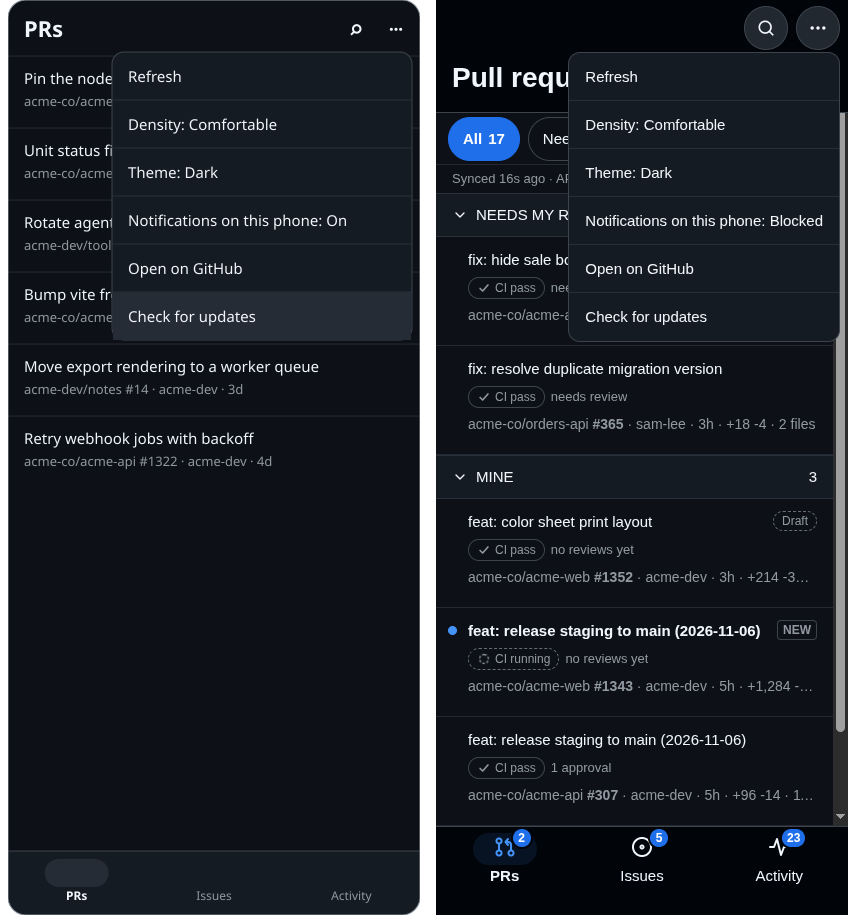 PRs
Refresh
Density: Comfortable
Theme: Dark
Notifications on this phone: On
Open on GitHub
Check for updates
Pin the node
acme-co/acme
Unit status fi
acme-co/acme
Rotate agent
acme-dev/tool
Bump vite fr
acme-co/acme
Move export rendering to a worker queue
acme-dev/notes #14 · acme-dev · 3d
Retry webhook jobs with backoff
acme-co/acme-api #1322 · acme-dev · 4d
PRs
Issues
Activity
Pull requ
Refresh
Density: Comfortable
Theme: Dark
Notifications on this phone: Blocked
Open on GitHub
Check for updates
All 17
Nee
Synced 16s ago · AP
NEEDS MY R
fix: hide sale bo
CI pass nee
acme-co/acme-a
fix: resolve duplicate migration version
CI pass needs review
acme-co/orders-api #365 · sam-lee · 3h · +18 -4 · 2 files
MINE 3
feat: color sheet print layout Draft
CI pass no reviews yet
acme-co/acme-web #1352 · acme-dev · 3h · +214 -3…
feat: release staging to main (2026-11-06) NEW
CI running no reviews yet
acme-co/acme-web #1343 · acme-dev · 5h · +1,284 -…
feat: release staging to main (2026-11-06)
CI pass 1 approval
acme-co/acme-api #307 · acme-dev · 5h · +96 -14 · 1…
2
5
23
PRs
Issues
Activity